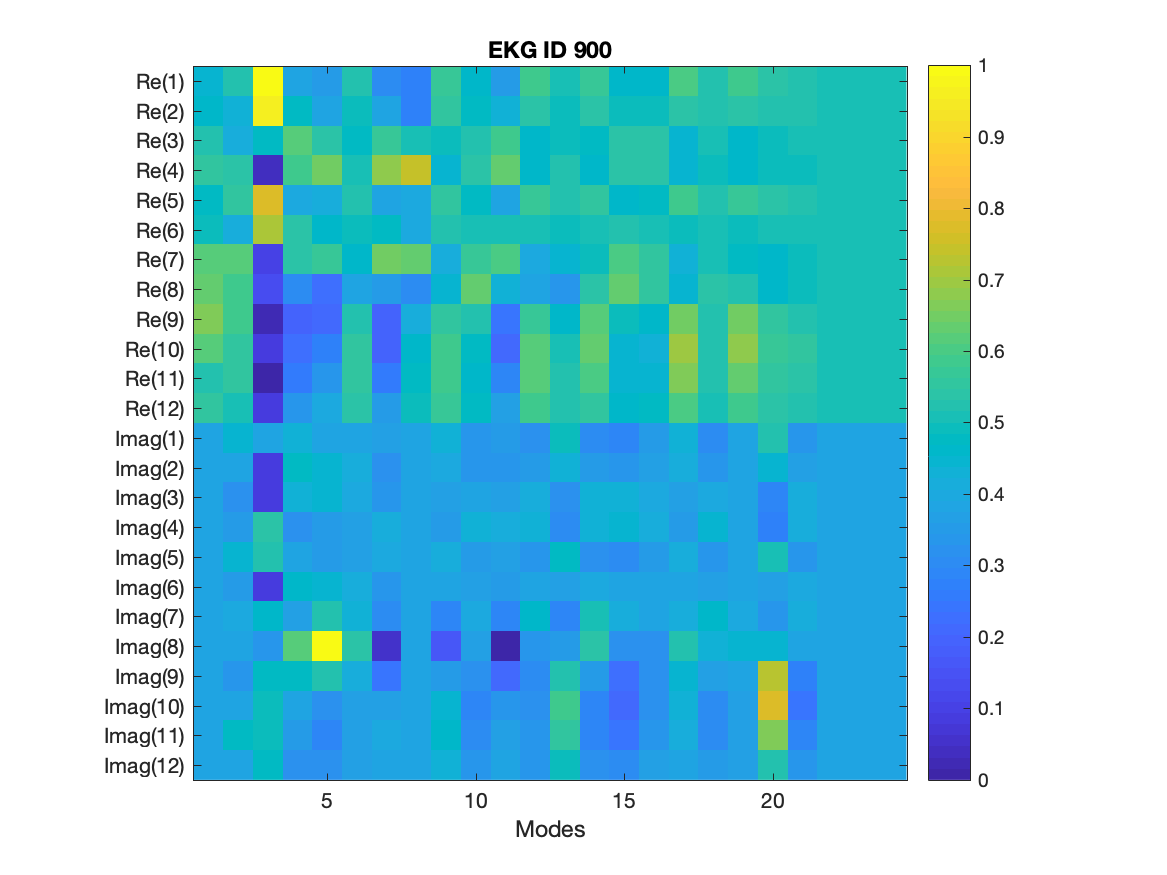 EKG ID 900
Re(1)
Re(2)
Re(3)
Re(4)
Re(5)
Re(6)
Re(7)
Re(8)
Re(9)
Re(10)
Re(11)
Re(12)
Imag(1)
Imag(2)
Imag(3)
Imag(4)
Imag(5)
Imag(6)
Imag(7)
Imag(8)
Imag(9)
Imag(10)
Imag(11)
Imag(12)
5 10 15 20
Modes
1
0.9
0.8
0.7
0.6
0.5
0.4
0.3
0.2
0.1
0